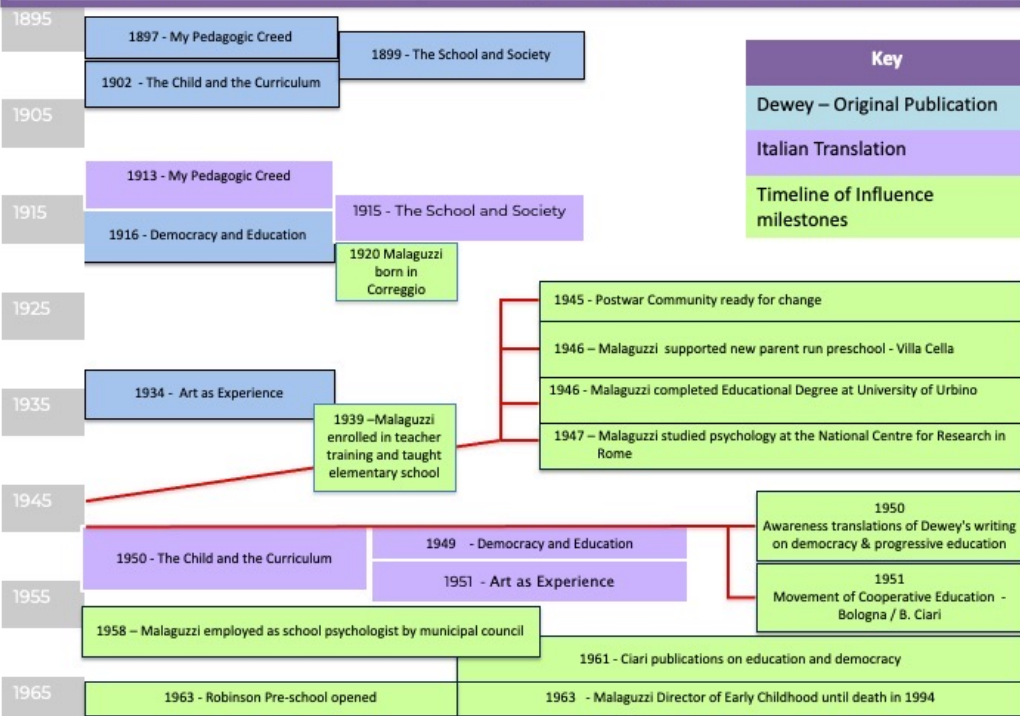 1895
1897 - My Pedagogic Creed
1899 - The School and Society
1902 - The Child and the Curriculum
Key
Dewey – Original Publication
Italian Translation
Timeline of Influence
milestones
1905
1913 - My Pedagogic Creed
1915
1915 - The School and Society
1916 - Democracy and Education
1920 Malaguzzi
born in
Correggio
1925
1945 - Postwar Community ready for change
1946 – Malaguzzi supported new parent run preschool - Villa Cella
1946 - Malaguzzi completed Educational Degree at University of Urbino
1947 – Malaguzzi studied psychology at the National Centre for Research in
Rome
1934 - Art as Experience
1935
1939 –Malaguzzi
enrolled in teacher
training and taught
elementary school
1945
1950 - The Child and the Curriculum
1949 - Democracy and Education
1951 - Art as Experience
1950
Awareness translations of Dewey's writing
on democracy & progressive education
1951
Movement of Cooperative Education -
Bologna / B. Ciari
1955
1958 – Malaguzzi employed as school psychologist by municipal council
1961 - Ciari publications on education and democracy
1965
1963 - Robinson Pre-school opened
1963 - Malaguzzi Director of Early Childhood until death in 1994